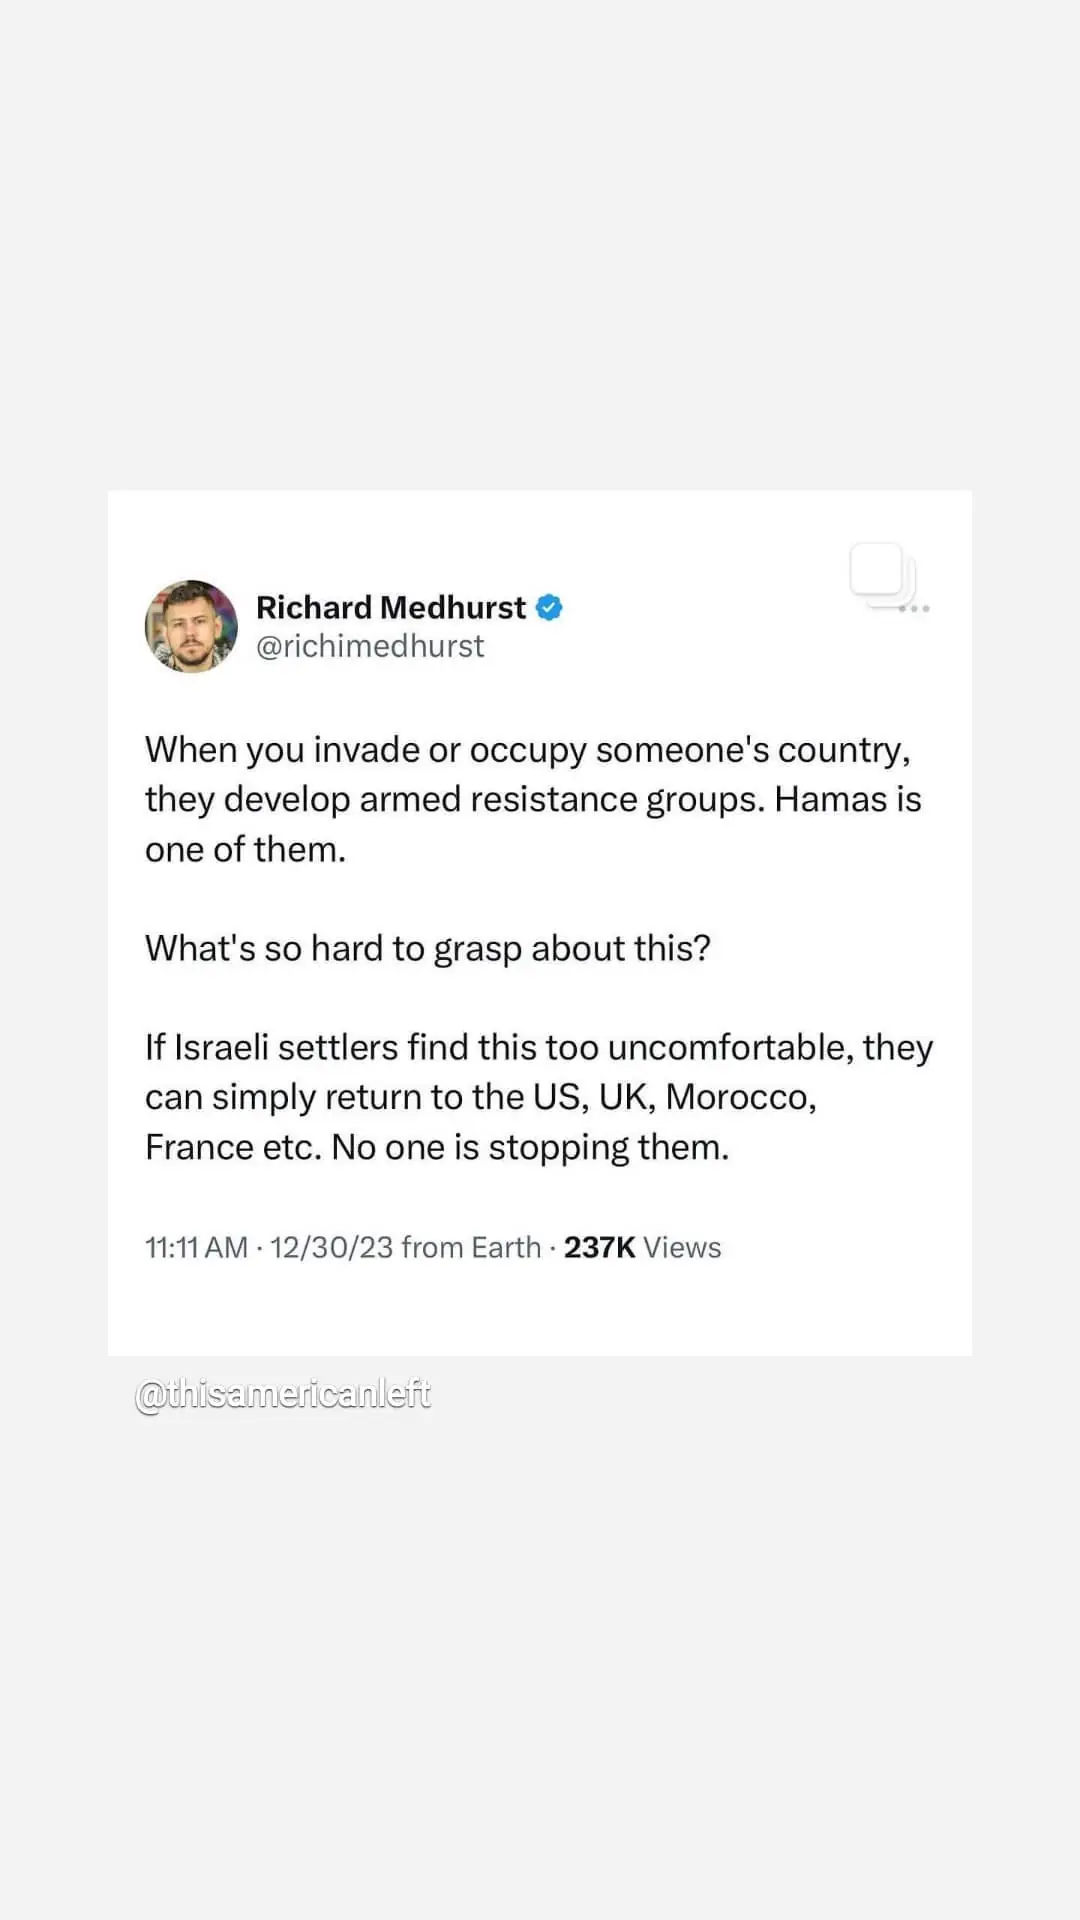 Richard Medhurst
@richimedhurst
When you invade or occupy someone's country,
they develop armed resistance groups. Hamas is
one of them.
What's so hard to grasp about this?
If Israeli settlers find this too uncomfortable, they
can simply return to the US, UK, Morocco,
France etc. No one is stopping them.
11:11 AM · 12/30/23 from Earth · 237K Views
@thisamericanleft